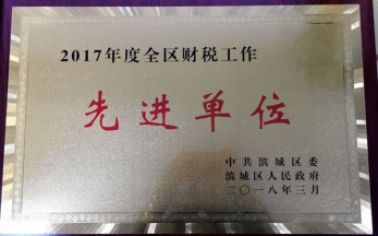 2017年度全区财税工作
先进单位
中共滨城区委
滨城区人民政府
二〇一八年三月